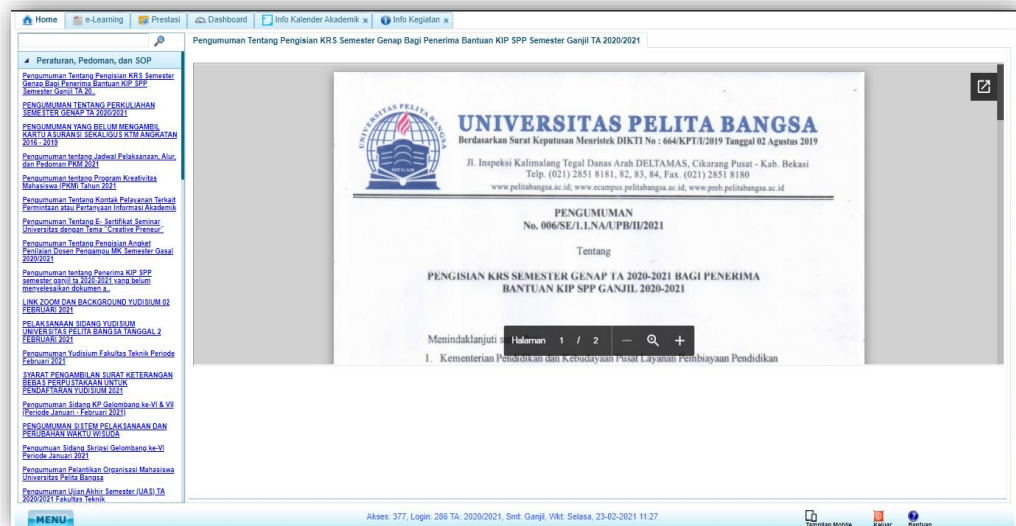 Home
e-Learning
Prestasi
Dashboard
Info Kalender Akademik x
Info Kegiatan x
Peraturan, Pedoman, dan SOP
Pengumuman Tentang Pengisian KRS Semester
Genap Bagi Penerima Bantuan KIP SPP
Semester Ganjil TA 20..
PENGUMUMAN TENTANG PERKULIAHAN
SEMESTER GENAP TA 2020/2021
PENGUMUMAN YANG BELUM MENGAMBIL
KARTU ASURANSI SEKALIGUS KTM ANGKATAN
2016 - 2019
Pengumuman tentang Jadwal Pelaksanaan, Alur,
dan Pedoman PKM 2021
Pengumuman tentang Program Kreativitas
Mahasiswa (PKM) Tahun 2021
Pengumuman Tentang Kontak Pelayanan Terkait
Permintaan atau Pertanyaan Informasi Akademik
Pengumuman Tentang E- Sertifikat Seminar
Universitas dengan Tema "Creative Preneur"
Pengumuman Tentang Pengisian Angket
Penilaian Dosen Pengampu MK Semester Gasal
2020/2021
Pengumuman tentang Penerima KIP SPP
semester ganjil ta 2020-2021 yang belum
menyelesaikan dokumen a..
LINK ZOOM DAN BACKGROUND YUDISIUM 02
FEBRUARI 2021
PELAKSANAAN SIDANG YUDISIUM
UNIVERSITAS PELITA BANGSA TANGGAL 2
FEBRUARI 2021
Pengumuman Yudisium Fakultas Teknik Periode
Februari 2021
SYARAT PENGAMBILAN SURAT KETERANGAN
BEBAS PERPUSTAKAAN UNTUK
PENDAFTARAN YUDISIUM 2021
Pengumuman Sidang KP Gelombang ke-VI & VII
(Periode Januari - Februari 2021)
PENGUMUMAN SISTEM PELAKSANAAN DAN
PERUBAHAN WAKTU WISUDA
Pengumuan Sidang Skripsi Gelombang ke-VI
Periode Januari 2021
Pengumuman Pelantikan Organisasi Mahasiswa
Universitas Pelita Bangsa
Pengumuman Ujian Akhir Semester (UAS) TA
2020/2021 Fakultas Teknik
Pengumuman Tentang Pengisian KRS Semester Genap Bagi Penerima Bantuan KIP SPP Semester Ganjil TA 2020/2021
UNIVERSITAS PELITA BANGSA
MEGAH
UNIVERSITAS PELITA BANGSA
Berdasarkan Surat Keputusan Menristek DIKTI No : 664/KPT/I/2019 Tanggal 02 Agustus 2019
Jl. Inspeksi Kalimalang Tegal Danas Arah DELTAMAS, Cikarang Pusat - Kab. Bekasi
Telp. (021) 2851 8181, 82, 83, 84, Fax. (021) 2851 8180
www.pelitabangsa.ac.id; www.ecampus.pelitabangsa.ac.id; www.pmb.pelitabangsa.ac.id
PENGUMUMAN
No. 006/SE/1.1.NA/UPB/II/2021
Tentang
PENGISIAN KRS SEMESTER GENAP TA 2020-2021 BAGI PENERIMA
BANTUAN KIP SPP GANJIL 2020-2021
Menindaklanjuti
Halaman 1 / 2 — +
1. Kementerian Pendidikan dan Kebudayaan Pusat Layanan Pembiayaan Pendidikan
MENU
Akses: 377, Login: 286 TA: 2020/2021, Smt: Ganjil, Wkt: Selasa, 23-02-2021 11:27
Tampilan Mobile
Keluar
Bantuan